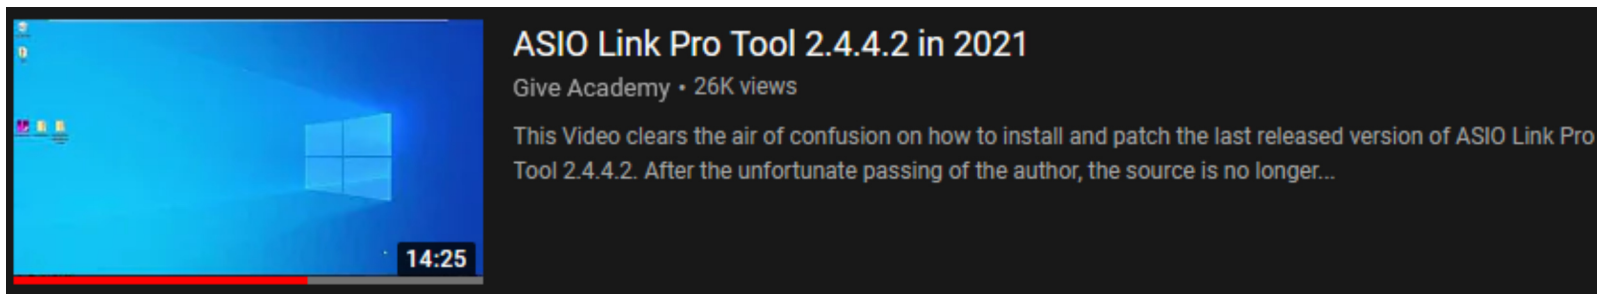 ASIO Link Pro Tool 2.4.4.2 in 2021
Give Academy • 26K views
This Video clears the air of confusion on how to install and patch the last released version of ASIO Link Pro
Tool 2.4.4.2. After the unfortunate passing of the author, the source is no longer...
14:25